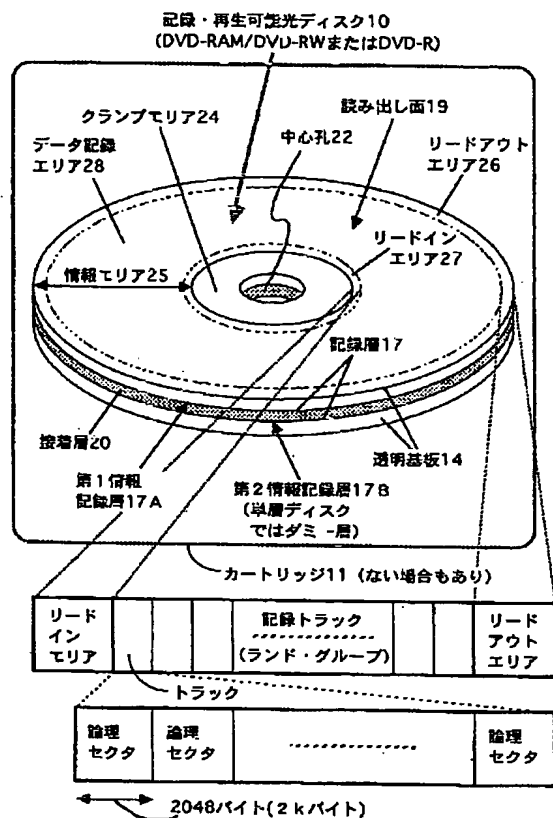 記録・再生可能光ディスク10
(DVD-RAM/DVD-RWまたはDVD-R)
クランプエリア24
読み出し面19
中心孔22
データ記録
エリア28
リードアウト
エリア26
リードイン
エリア27
情報エリア25
記録層17
接着層20
透明基板14
第1情報
記録層17A
第2情報記録層17B
(単層ディスク
ではダミー層)
カートリッジ11 (ない場合もあり)
リード
イン
エリア
記録トラック
(ランド・グループ)
リード
アウト
エリア
トラック
論理
セクタ
論理
セクタ
論理
セクタ
2048バイト(2kバイト)